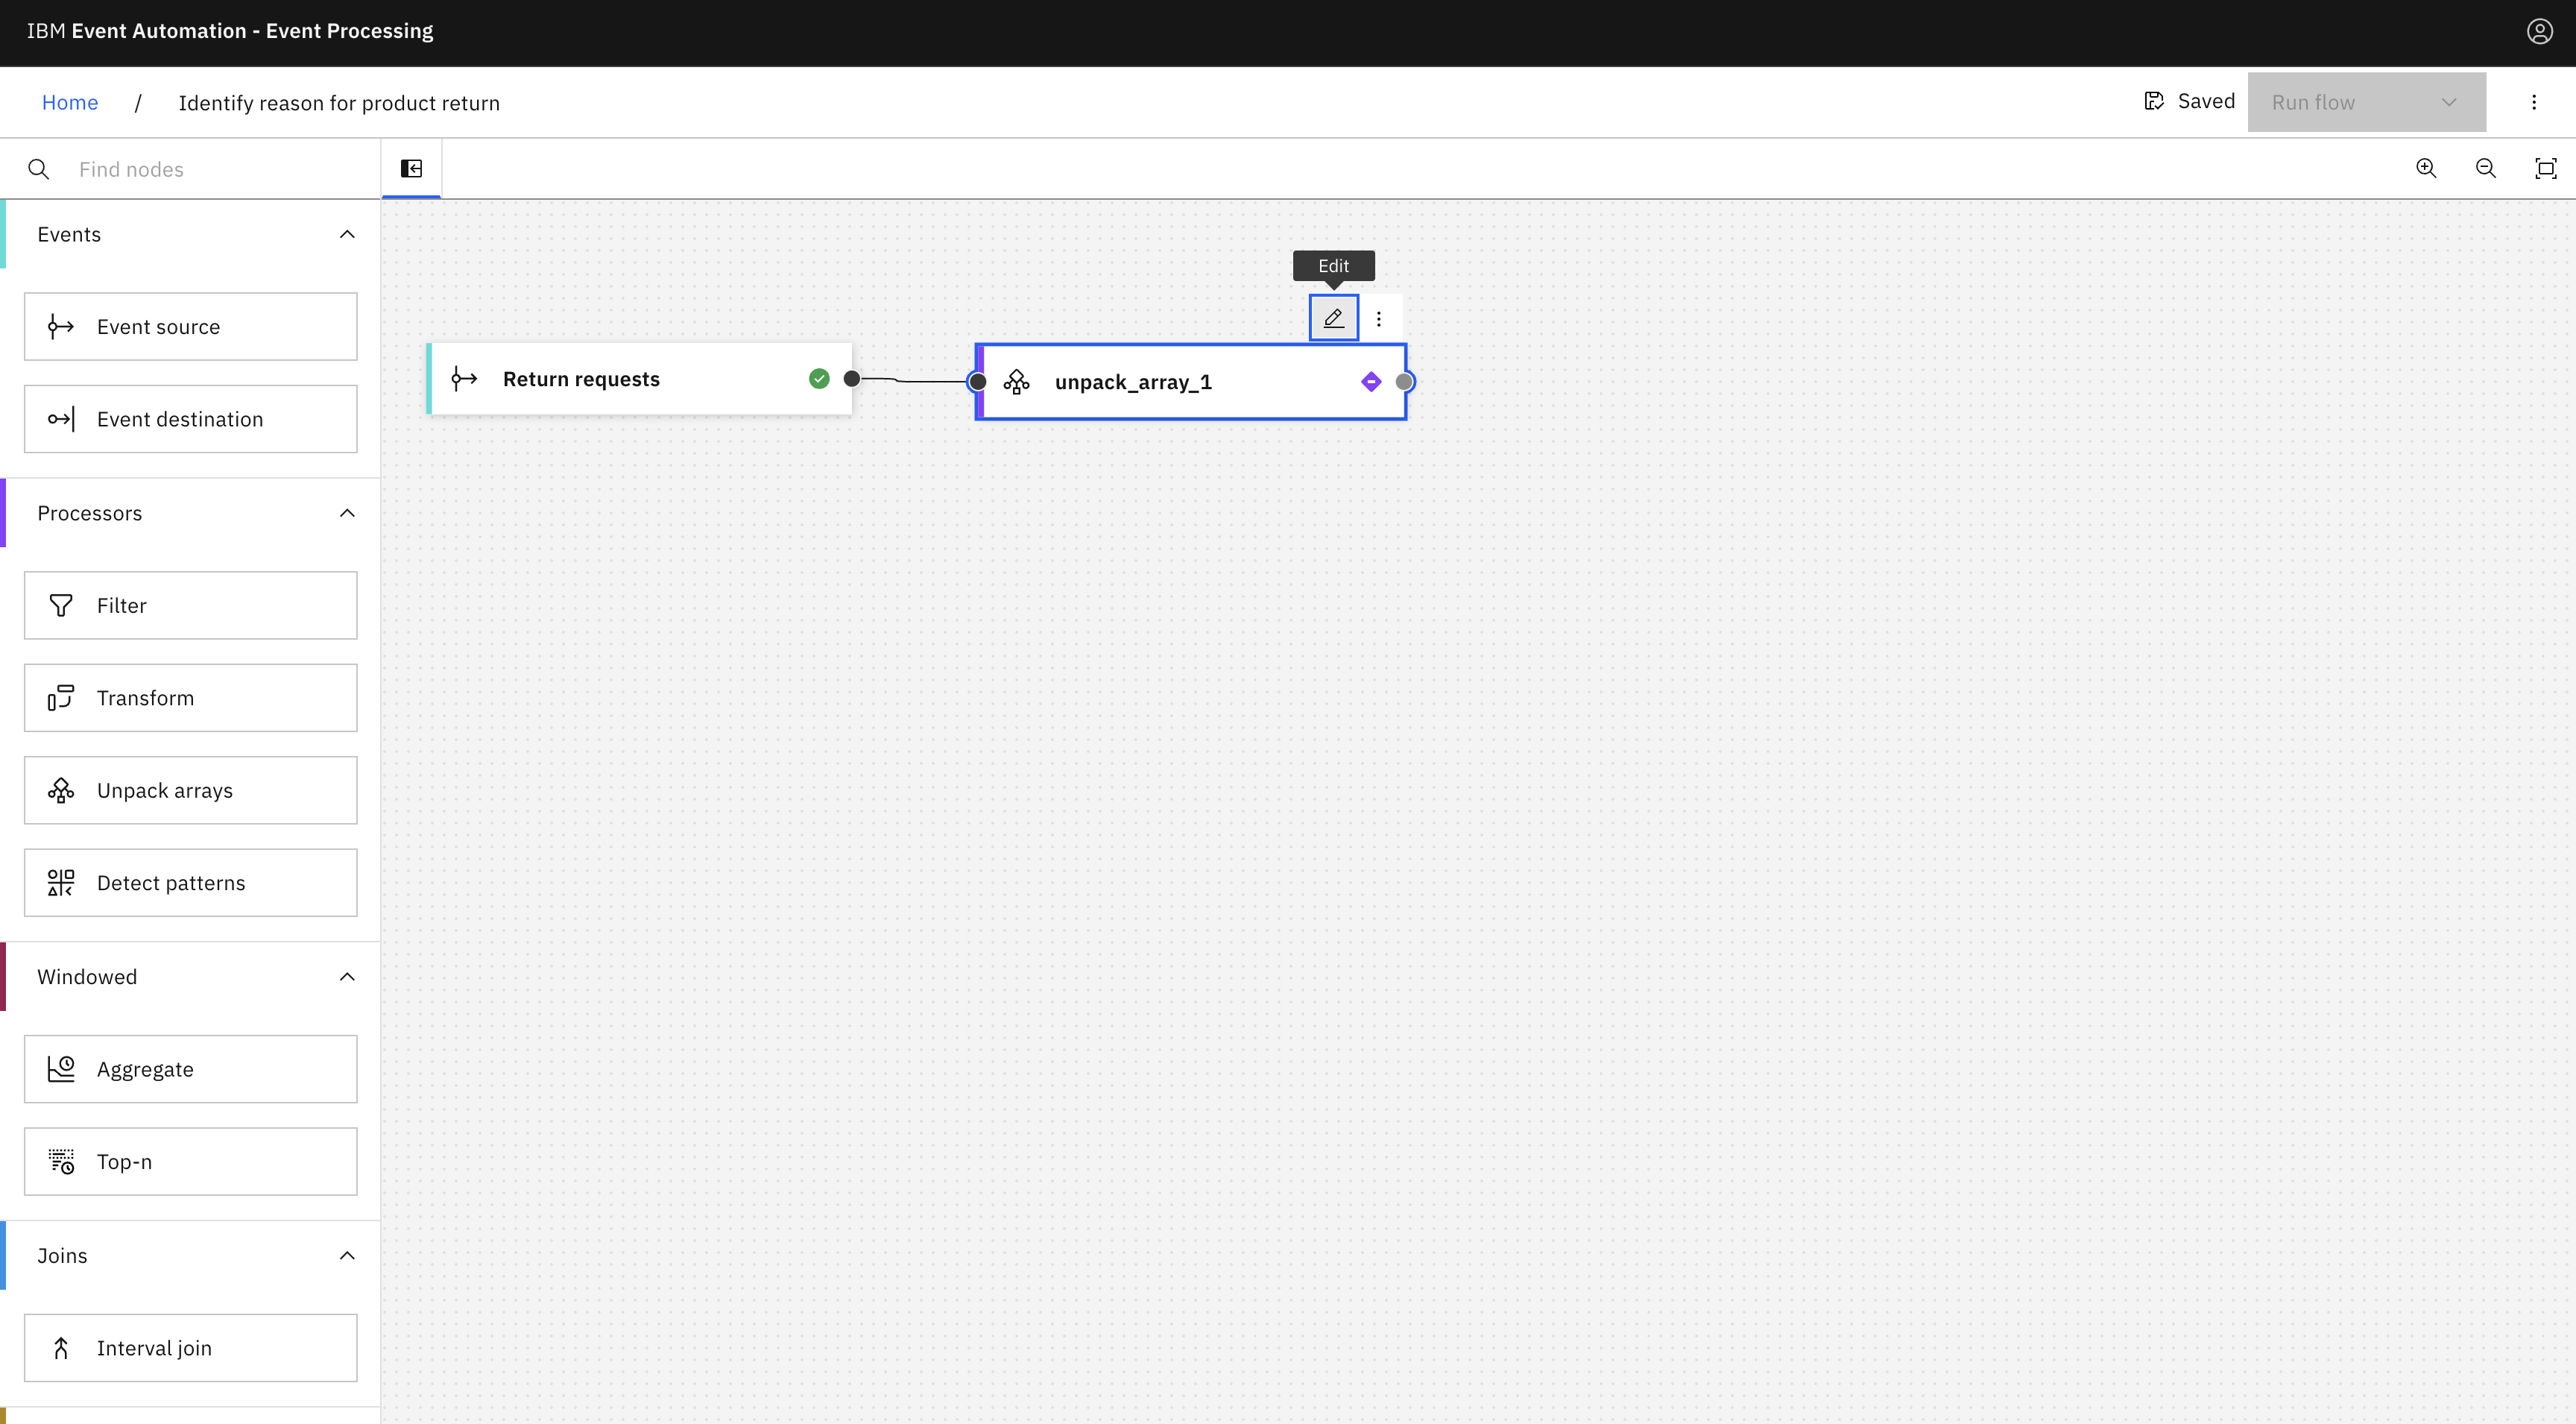 IBM Event Automation - Event Processing
Home / Identify reason for product return
Saved
Run flow
Find nodes
Events
Event source
Event destination
Processors
Filter
Transform
Unpack arrays
Detect patterns
Windowed
Aggregate
Top-n
Joins
Interval join
Edit
Return requests
unpack_array_1